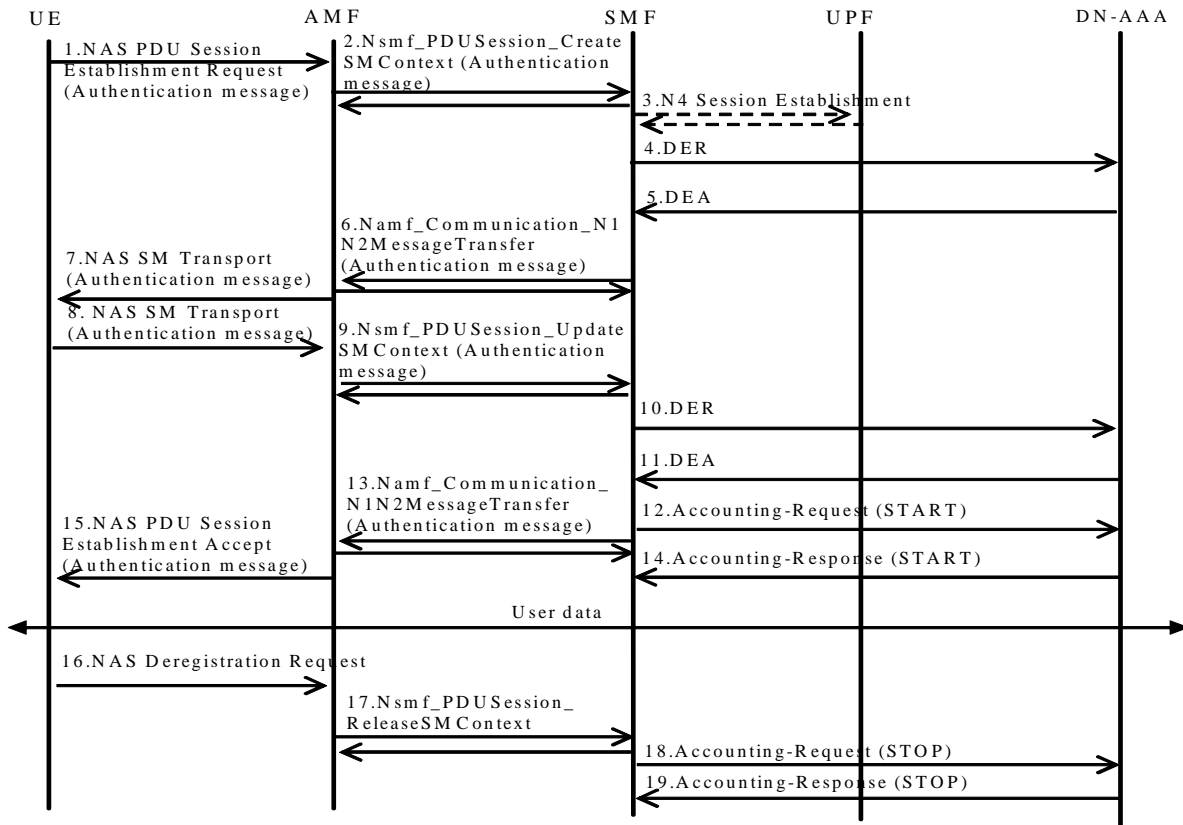 UE
AMF
SMF
UPF
DN-AAA
1.NAS PDU Session
Establishment Request
(Authentication message)
2.Nsmf_PDUSession_Create
SMContext (Authentication
message)
3.N4 Session Establishment
4.DER
5.DEA
6.Namf_Communication_N1
N2MessageTransfer
(Authentication message)
7.NAS SM Transport
(Authentication message)
8. NAS SM Transport
(Authentication message)
9.Nsmf_PDUSession_Update
SMContext (Authentication
message)
10.DER
11.DEA
13.Namf_Communication_
N1N2MessageTransfer
(Authentication message)
12.Accounting-Request (START)
15.NAS PDU Session
Establishment Accept
(Authentication message)
14.Accounting-Response (START)
User data
16.NAS Deregistration Request
17.Nsmf_PDUSession_
ReleaseSMContext
18.Accounting-Request (STOP)
19.Accounting-Response (STOP)